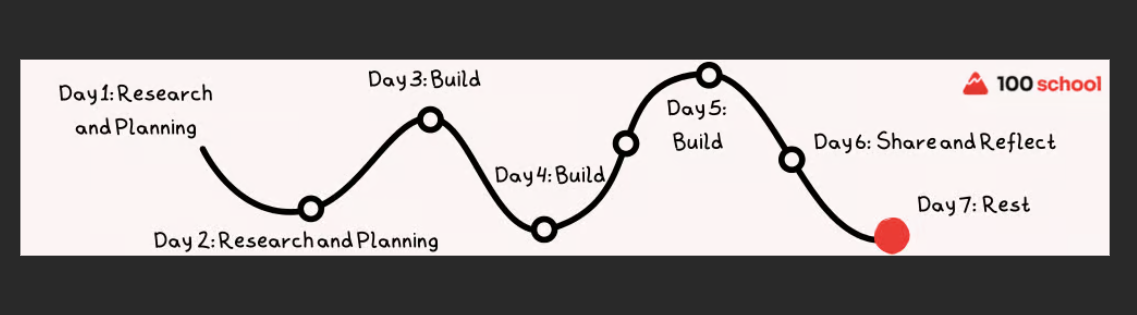 Day 1: Research
and Planning
Day 2: Research and Planning
Day 3: Build
Day 4: Build
Day 5:
Build
Day 6: Share and Reflect
Day 7: Rest
100 school